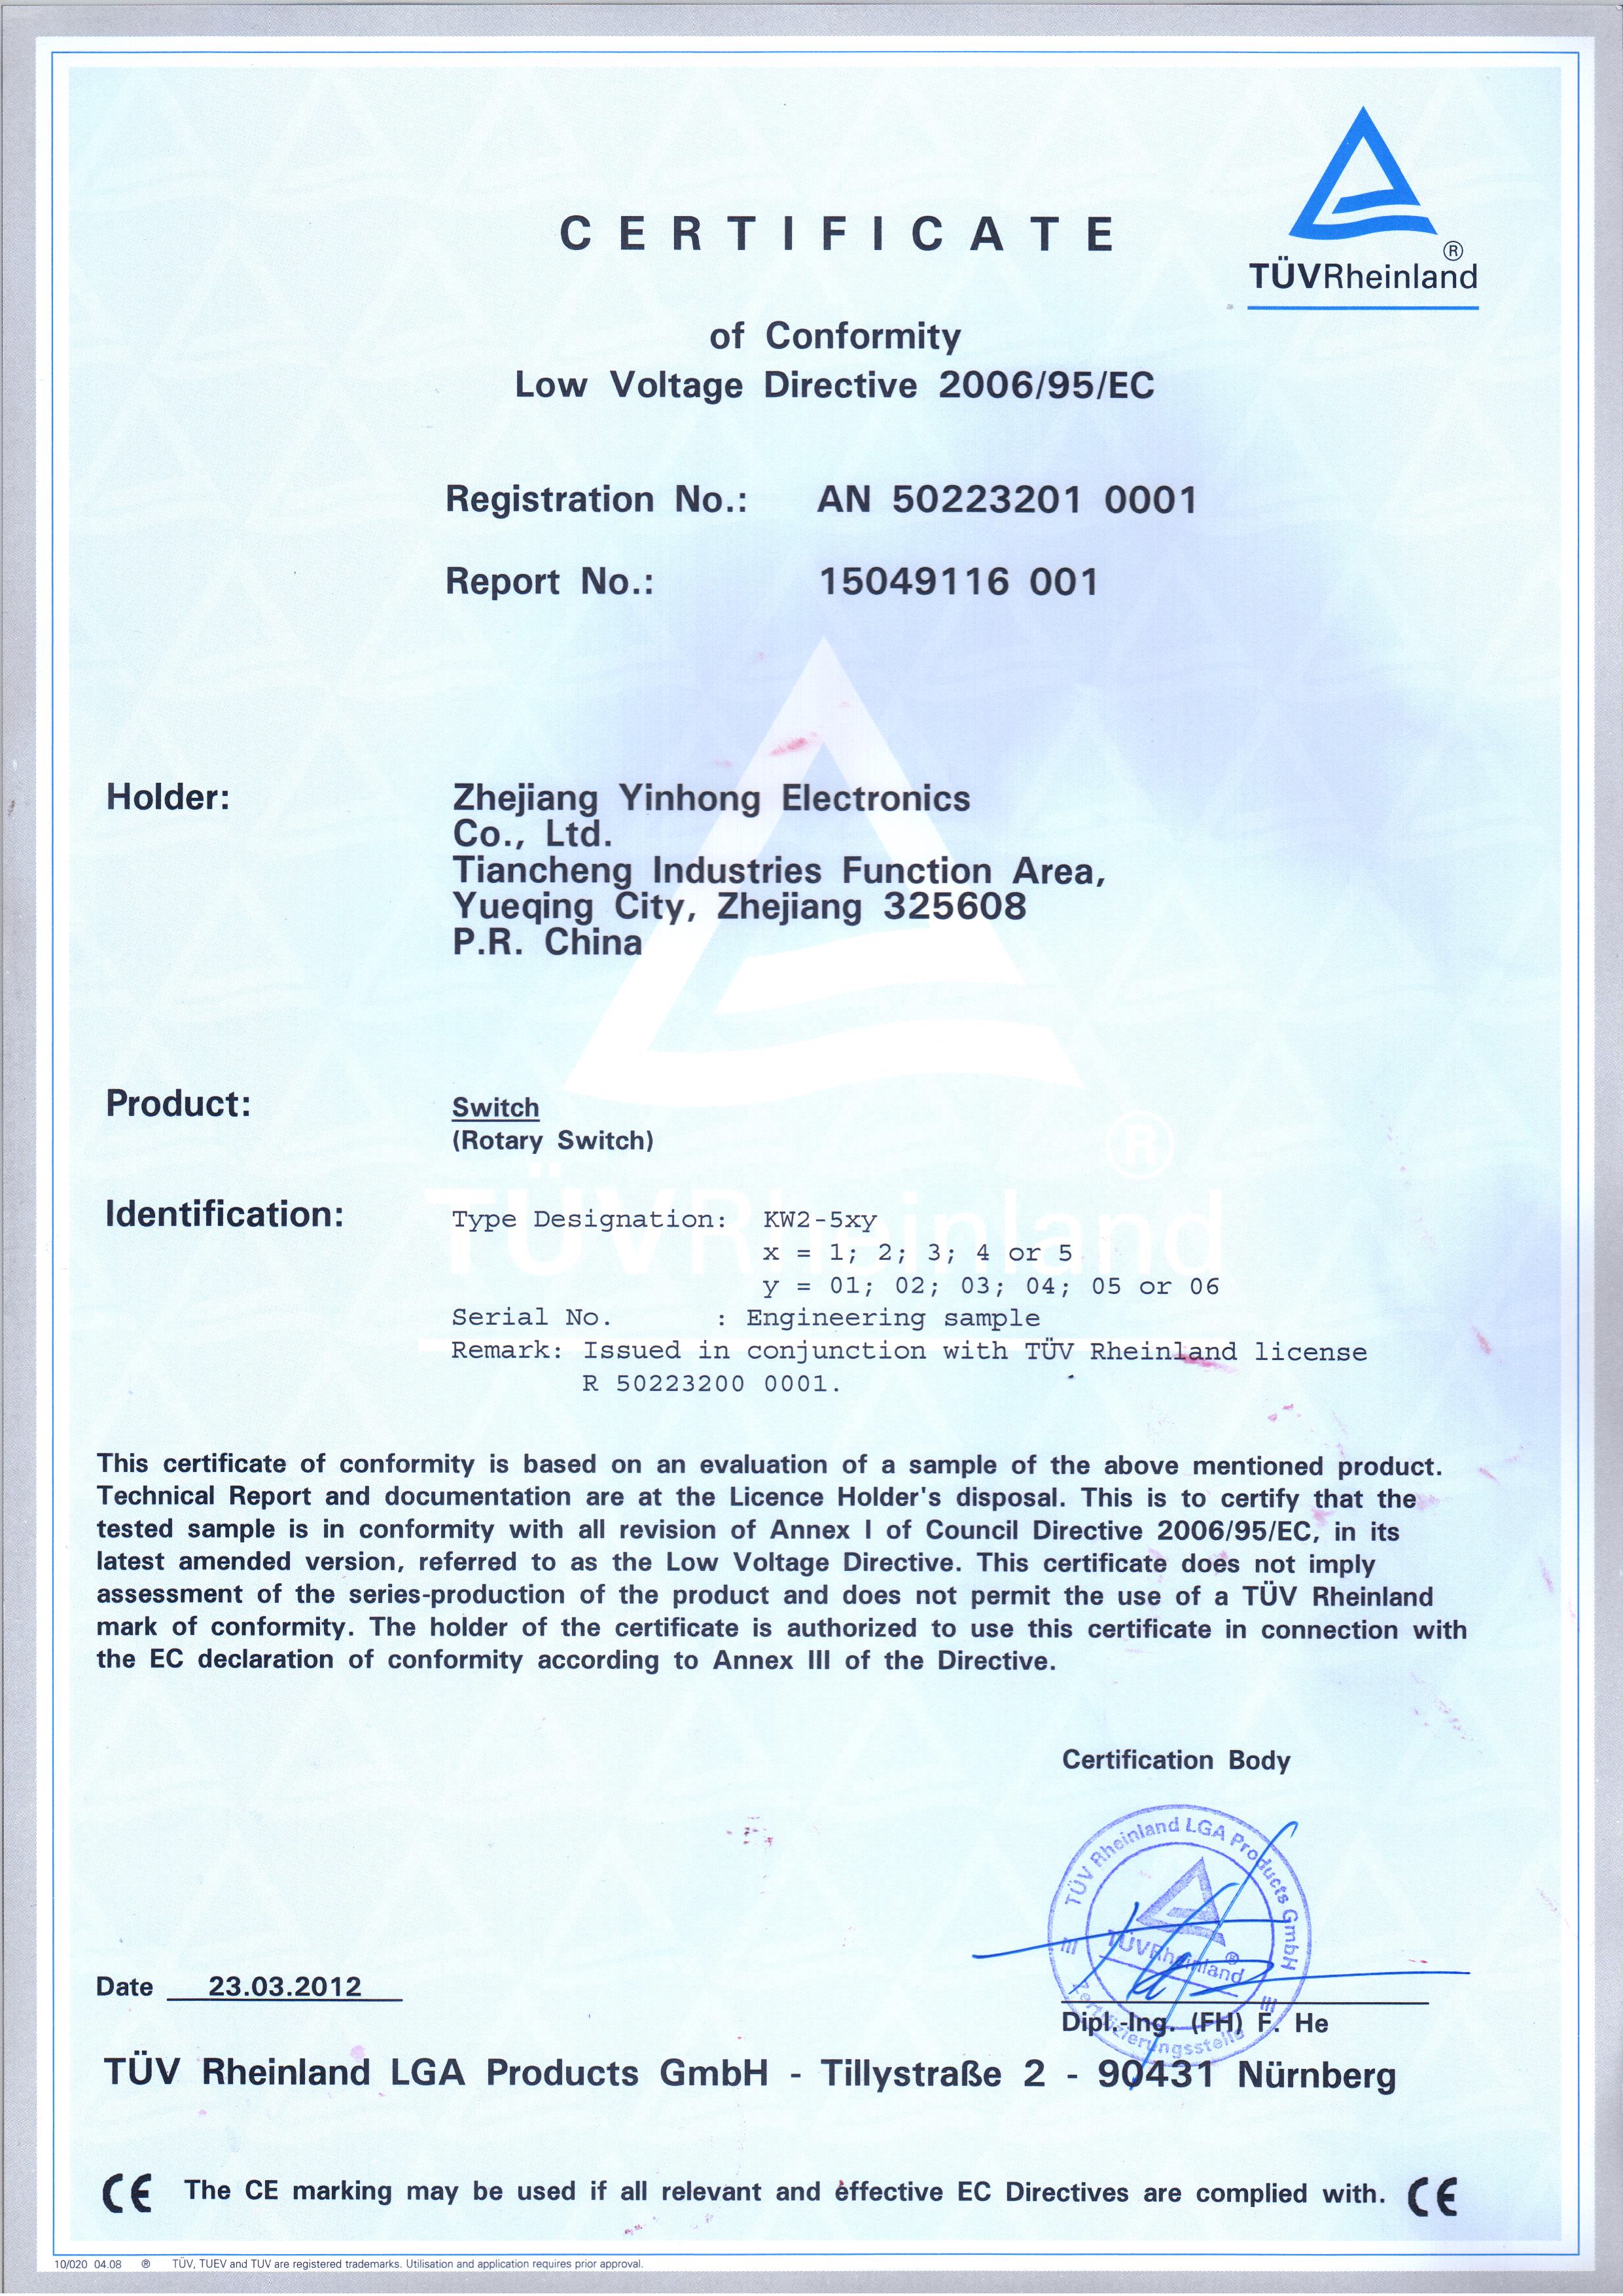 TÜVRheinland®
CERTIFICATE
of Conformity
Low Voltage Directive 2006/95/EC
Registration No.: AN 50223201 0001
Report No.: 15049116 001
Holder: Zhejiang Yinhong Electronics
Co., Ltd.
Tiancheng Industries Function Area,
Yueqing City, Zhejiang 325608
P.R. China
Product: Switch
(Rotary Switch)
Identification: Type Designation: KW2-5xy
x = 1; 2; 3; 4 or 5
y = 01; 02; 03; 04; 05 or 06
Serial No. : Engineering sample
Remark: Issued in conjunction with TÜV Rheinland license
R 50223200 0001.
TÜVRheinland®
This certificate of conformity is based on an evaluation of a sample of the above mentioned product.
Technical Report and documentation are at the Licence Holder's disposal. This is to certify that the
tested sample is in conformity with all revision of Annex I of Council Directive 2006/95/EC, in its
latest amended version, referred to as the Low Voltage Directive. This certificate does not imply
assessment of the series-production of the product and does not permit the use of a TÜV Rheinland
mark of conformity. The holder of the certificate is authorized to use this certificate in connection with
the EC declaration of conformity according to Annex III of the Directive.
Certification Body
TÜV Rheinland LGA Products GmbH
TÜVRheinland®
Zertifizierungsstelle
Date 23.03.2012
Dipl.-Ing. (FH) F. He
TÜV Rheinland LGA Products GmbH - Tillystraße 2 - 90431 Nürnberg
CE The CE marking may be used if all relevant and effective EC Directives are complied with. CE
10/020 04.08 ® TÜV, TUEV and TUV are registered trademarks. Utilisation and application requires prior approval.